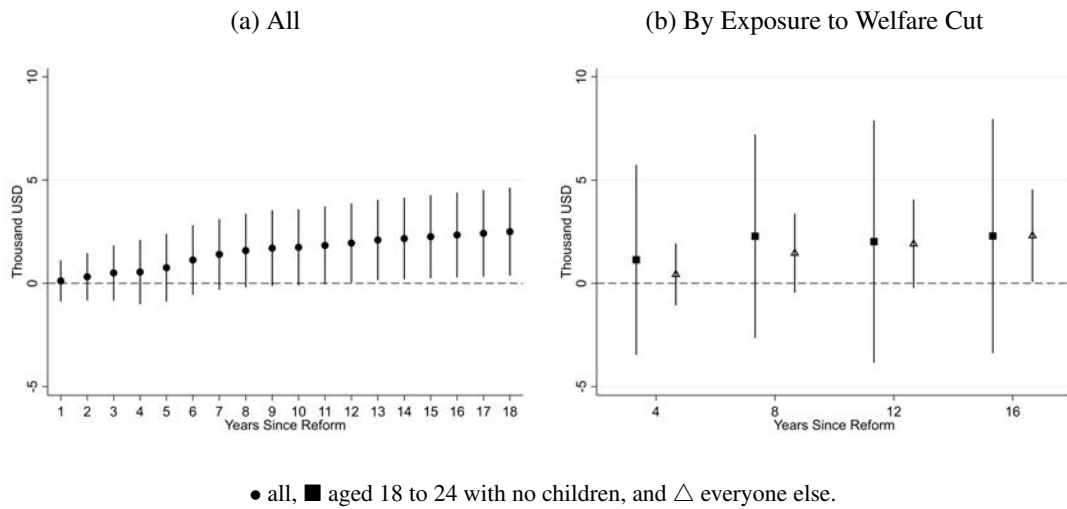 (a) All
(b) By Exposure to Welfare Cut
Thousand USD
10
5
0
-5
1 2 3 4 5 6 7 8 9 10 11 12 13 14 15 16 17 18
Years Since Reform
Thousand USD
10
5
0
-5
4 8 12 16
Years Since Reform
● all, ■ aged 18 to 24 with no children, and △ everyone else.